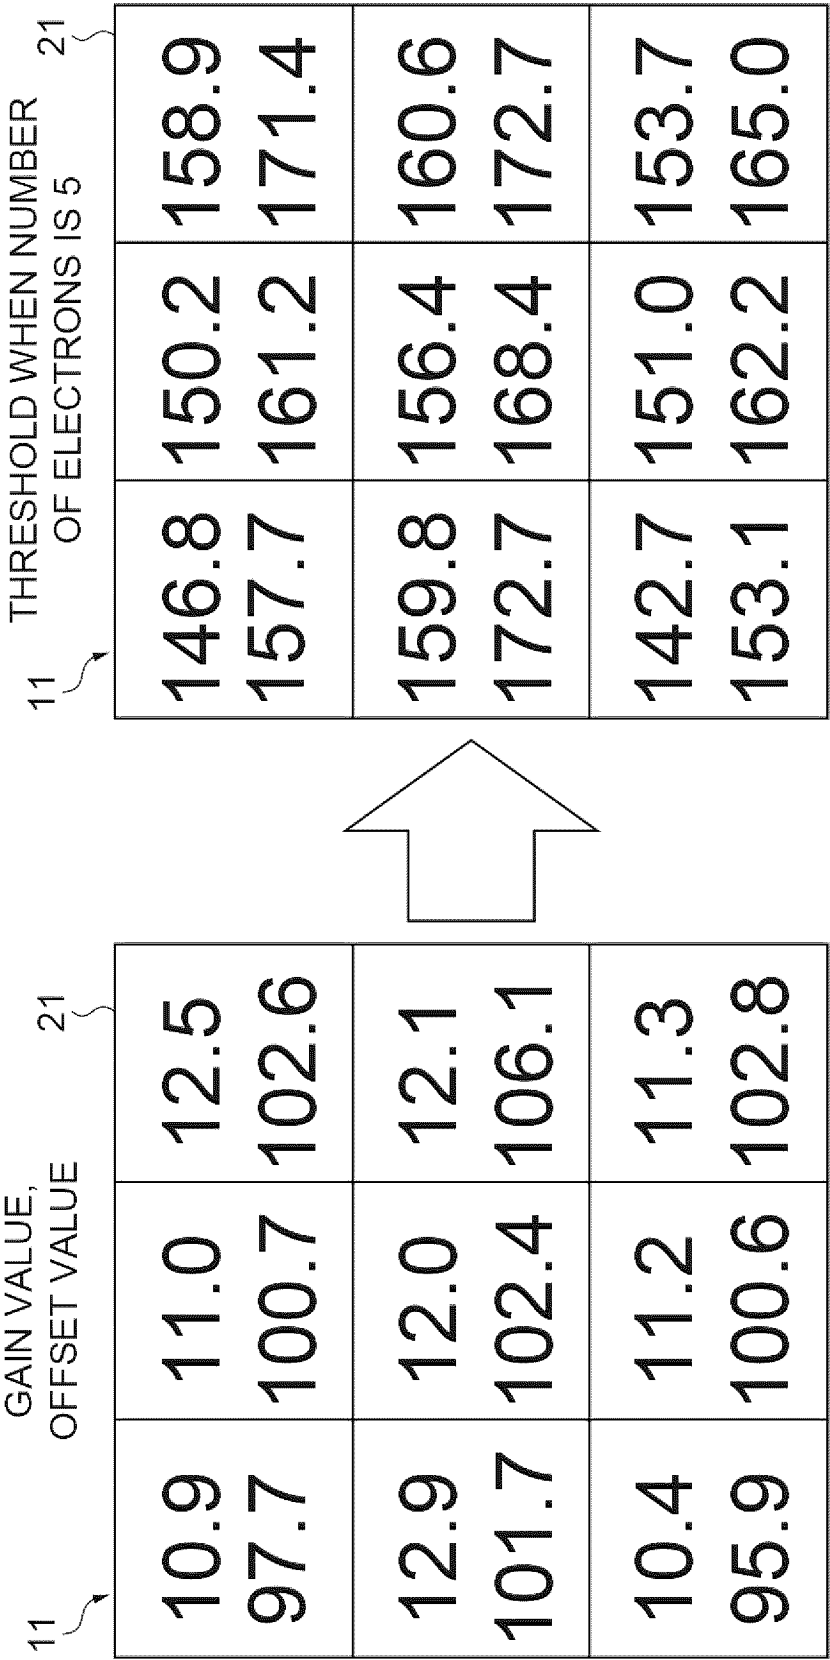 GAIN VALUE,
OFFSET VALUE
11
21
10.9 11.0 12.5
97.7 100.7 102.6
12.9 12.0 12.1
101.7 102.4 106.1
10.4 11.2 11.3
95.9 100.6 102.8
THRESHOLD WHEN NUMBER
OF ELECTRONS IS 5
11
21
146.8 150.2 158.9
157.7 161.2 171.4
159.8 156.4 160.6
172.7 168.4 172.7
142.7 151.0 153.7
153.1 162.2 165.0